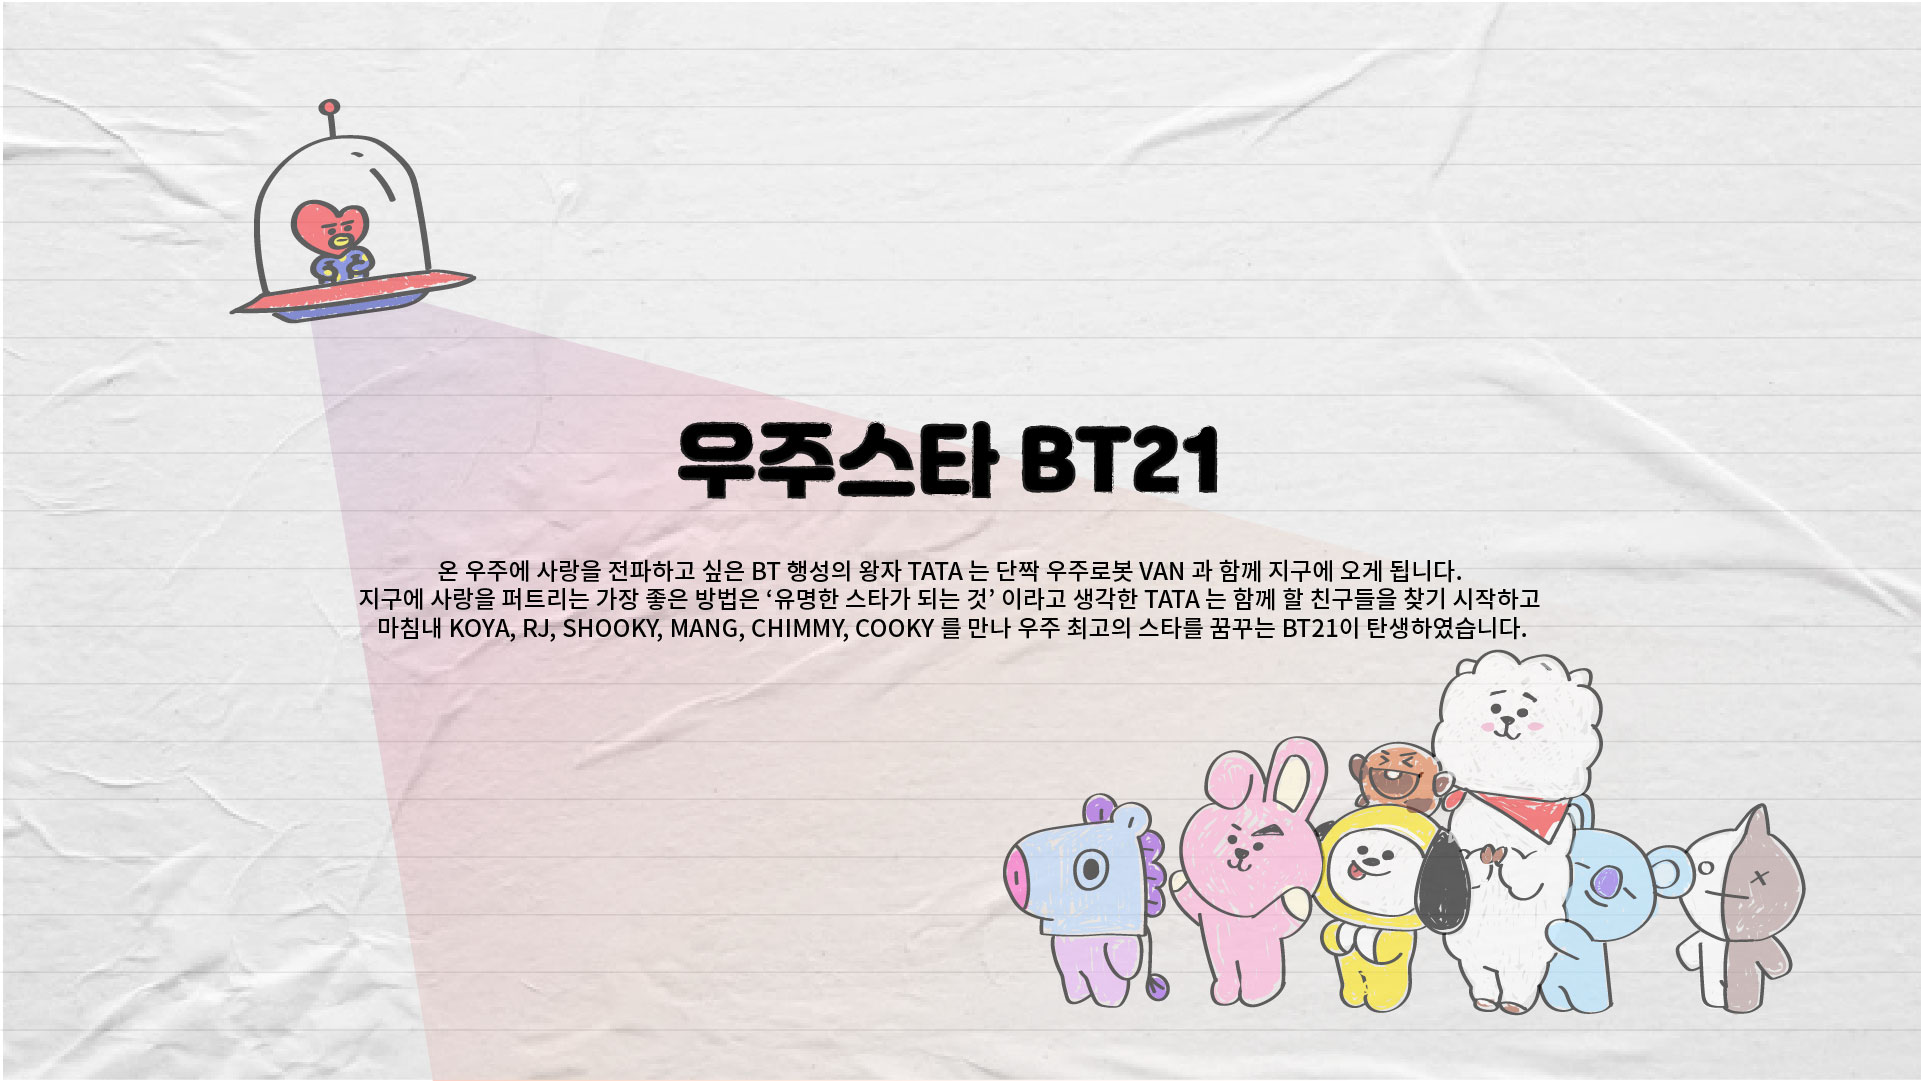 우주스타 BT21
온 우주에 사랑을 전파하고 싶은 BT 행성의 왕자 TATA 는 단짝 우주로봇 VAN 과 함께 지구에 오게 됩니다.
지구에 사랑을 퍼트리는 가장 좋은 방법은 ‘유명한 스타가 되는 것’ 이라고 생각한 TATA 는 함께 할 친구들을 찾기 시작하고
마침내 KOYA, RJ, SHOOKY, MANG, CHIMMY, COOKY 를 만나 우주 최고의 스타를 꿈꾸는 BT21이 탄생하였습니다.